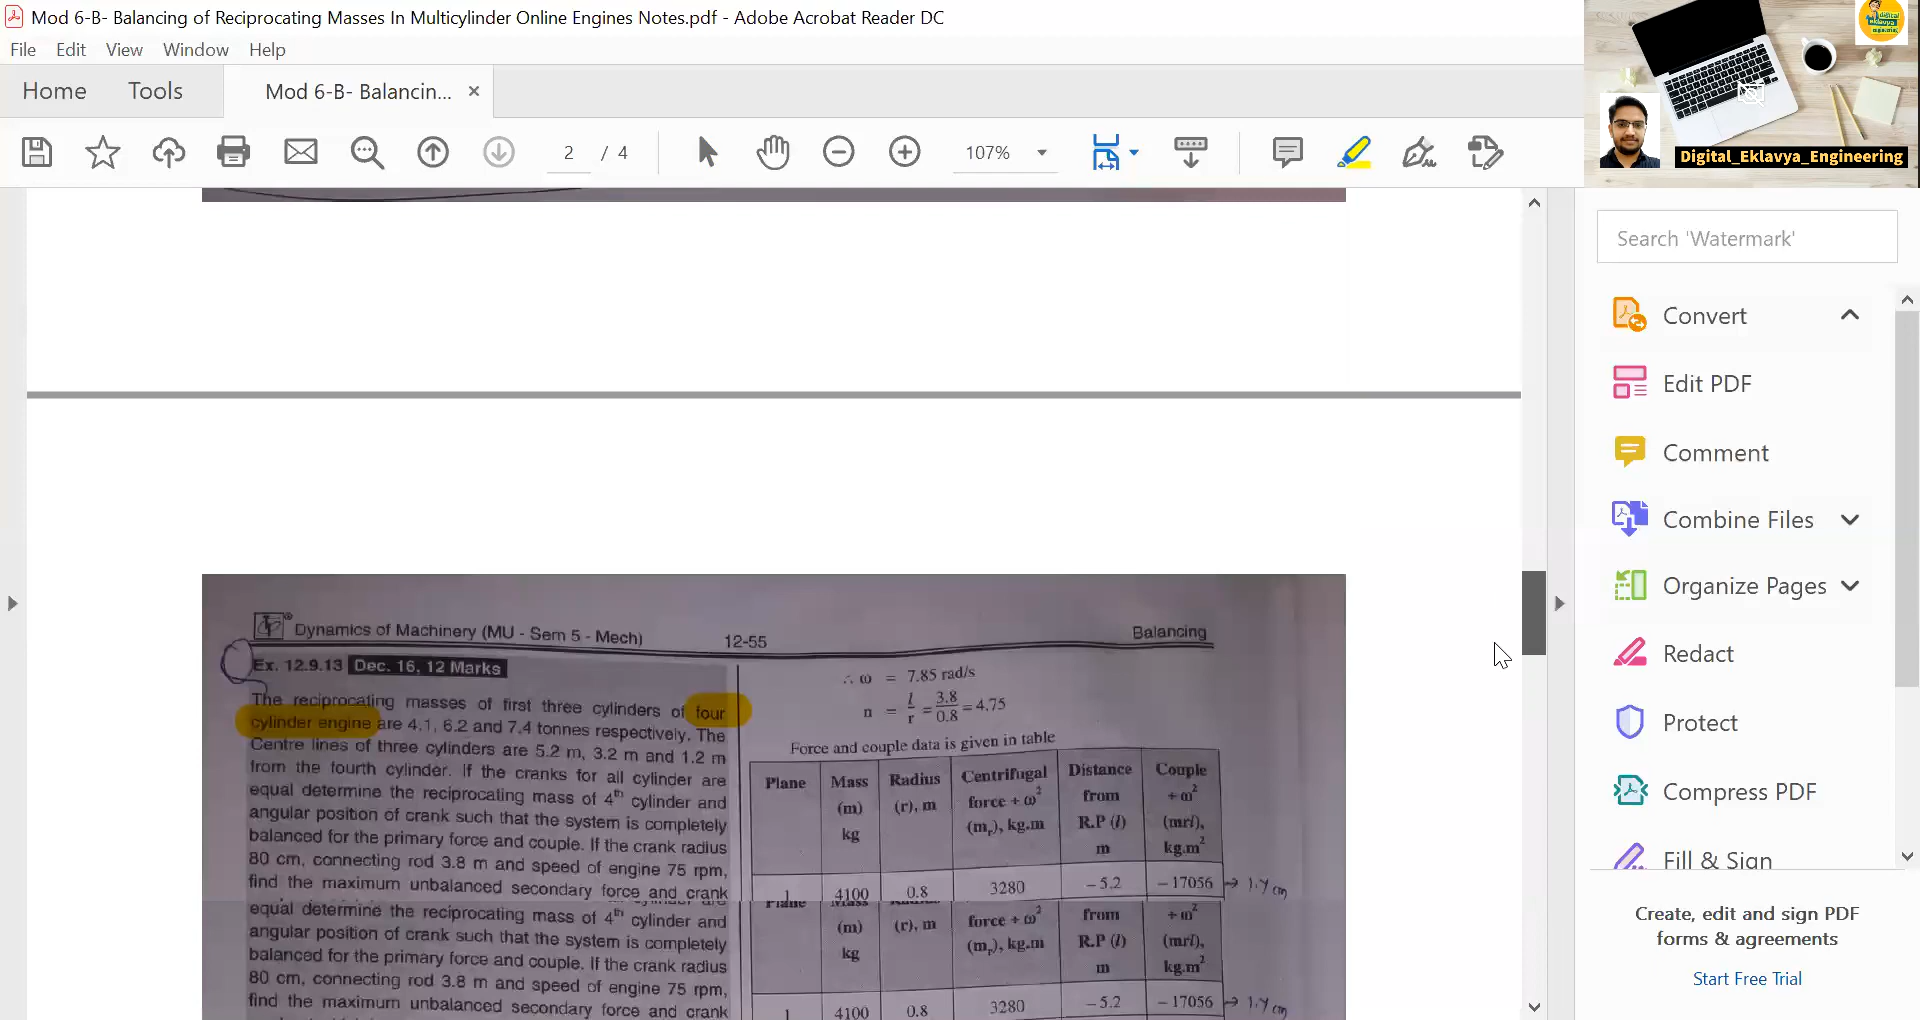 Mod 6-B- Balancing of Reciprocating Masses In Multicylinder Online Engines Notes.pdf - Adobe Acrobat Reader DC
File Edit View Window Help
Home Tools Mod 6-B- Balancin... ×
2 / 4 107%
digital eklavya engineering
Digital_Eklavya_Engineering
Search 'Watermark'
Convert
Edit PDF
Comment
Combine Files
Organize Pages
Redact
Protect
Compress PDF
Fill & Sign
Create, edit and sign PDF
forms & agreements
Start Free Trial
Dynamics of Machinery (MU - Sem 5 - Mech) 12-55 Balancing
Ex. 12.9.13 Dec. 16, 12 Marks
The reciprocating masses of first three cylinders of four
cylinder engine are 4.1, 6.2 and 7.4 tonnes respectively. The
Centre lines of three cylinders are 5.2 m, 3.2 m and 1.2 m
from the fourth cylinder. If the cranks for all cylinder are
equal determine the reciprocating mass of 4th cylinder and
angular position of crank such that the system is completely
balanced for the primary force and couple. If the crank radius
80 cm, connecting rod 3.8 m and speed of engine 75 rpm,
find the maximum unbalanced secondary force and crank
equal determine the reciprocating mass of 4th cylinder and
angular position of crank such that the system is completely
balanced for the primary force and couple. If the crank radius
80 cm, connecting rod 3.8 m and speed of engine 75 rpm,
find the maximum unbalanced secondary force and crank
∴ ω = 7.85 rad/s
n = l/r = 3.8/0.8 = 4.75
Force and couple data is given in table
Plane Mass Radius Centrifugal Distance Couple
(m) (r), m force ÷ ω² from ÷ ω²
kg (m_r), kg.m R.P (l) (mrl),
m kg.m²
1 4100 0.8 3280 – 5.2 – 17056 → 1.7 cm
Plane Mass force ÷ ω² from ÷ ω²
(m) (r), m (m_r), kg.m R.P (l) (mrl),
kg m kg.m²
1 4100 0.8 3280 – 5.2 – 17056 → 1.7 cm